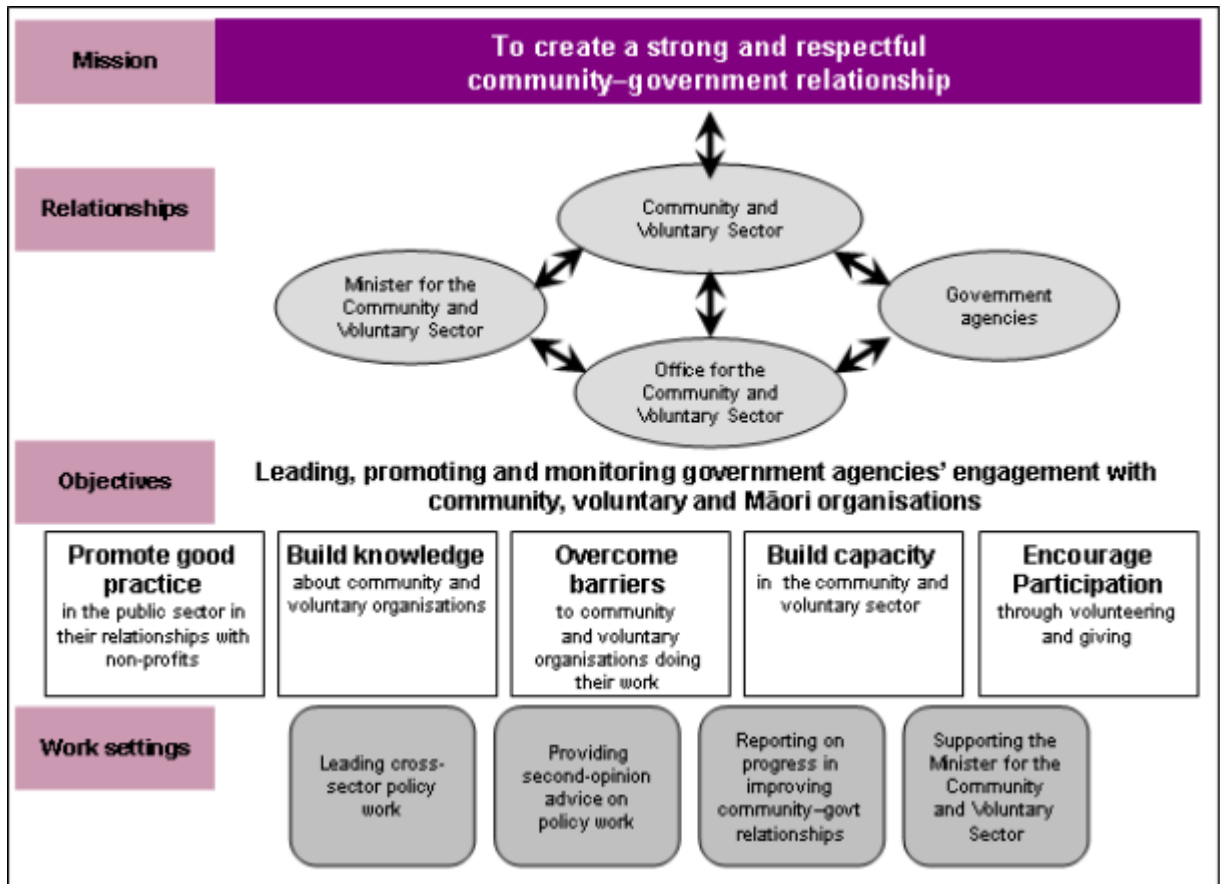 Mission
To create a strong and respectful
community–government relationship
Relationships
Community and
Voluntary Sector
Minister for the
Community and
Voluntary Sector
Government
agencies
Office for the
Community and
Voluntary Sector
Objectives
Leading, promoting and monitoring government agencies' engagement with
community, voluntary and Māori organisations
Promote good
practice
in the public sector in
their relationships with
non-profits
Build knowledge
about community and
voluntary organisations
Overcome
barriers
to community
and voluntary
organisations doing
their work
Build capacity
in the community and
voluntary sector
Encourage
Participation
through volunteering
and giving
Work settings
Leading cross-
sector policy
work
Providing
second-opinion
advice on
policy work
Reporting on
progress in
improving
community–govt
relationships
Supporting the
Minister for the
Community
and Voluntary
Sector